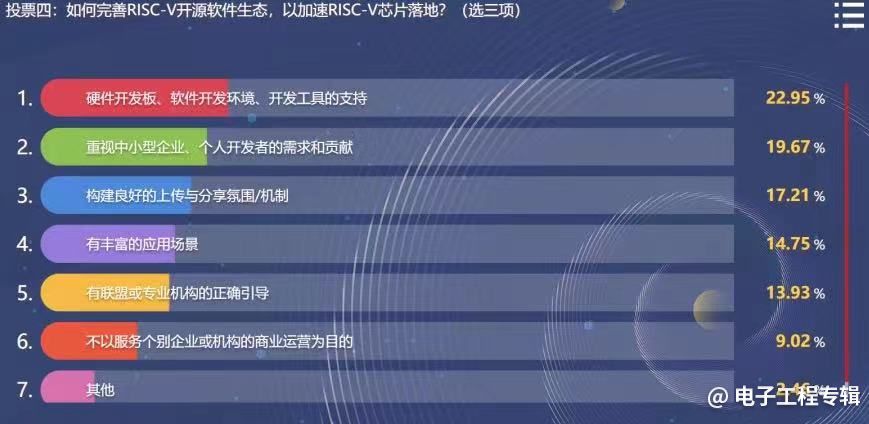 投票四：如何完善RISC-V开源软件生态，以加速RISC-V芯片落地？（选三项）
1. 硬件开发板、软件开发环境、开发工具的支持 22.95 %
2. 重视中小型企业、个人开发者的需求和贡献 19.67 %
3. 构建良好的上传与分享氛围/机制 17.21 %
4. 有丰富的应用场景 14.75 %
5. 有联盟或专业机构的正确引导 13.93 %
6. 不以服务个别企业或机构的商业运营为目的 9.02 %
7. 其他 2.46 %
@电子工程专辑